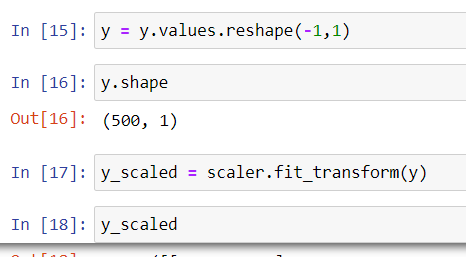 In [15]: y = y.values.reshape(-1,1)
In [16]: y.shape
Out[16]: (500, 1)
In [17]: y_scaled = scaler.fit_transform(y)
In [18]: y_scaled